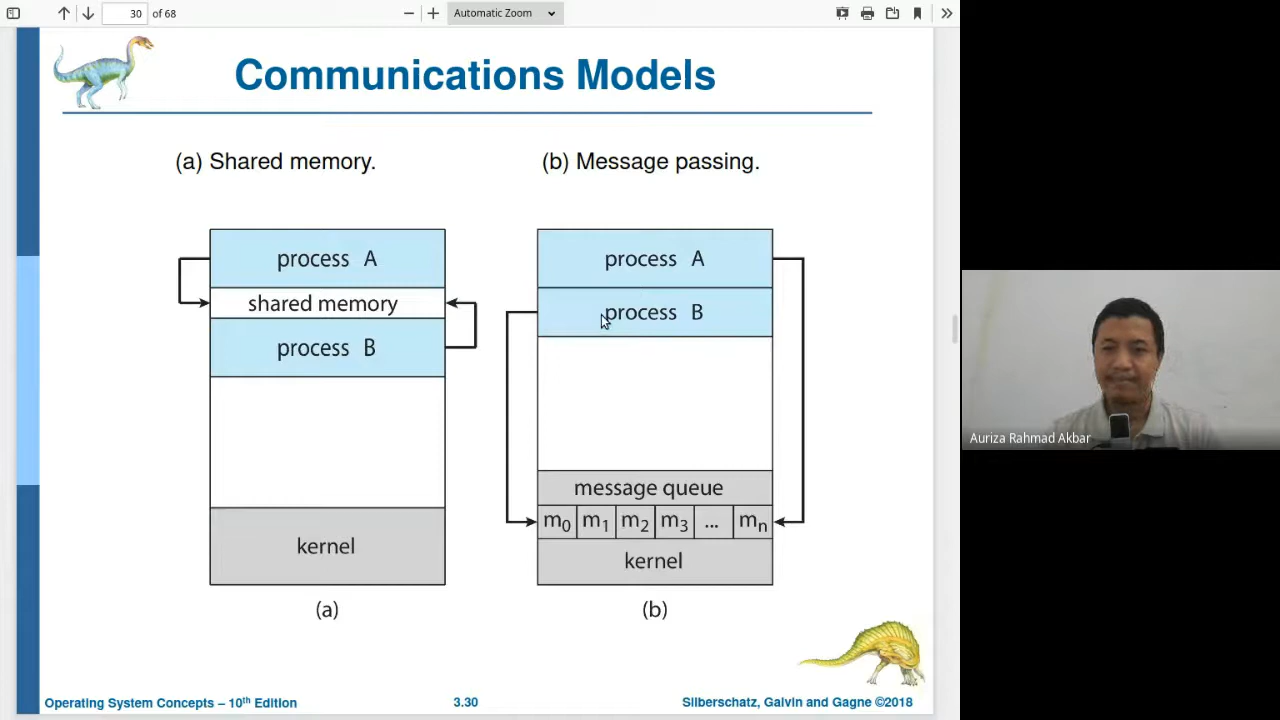 30 of 68
Automatic Zoom
Communications Models
(a) Shared memory.
(b) Message passing.
process A
shared memory
process B
kernel
(a)
process A
process B
message queue
m0 m1 m2 m3 ... mn
kernel
(b)
Operating System Concepts – 10th Edition
3.30
Silberschatz, Galvin and Gagne ©2018
Auriza Rahmad Akbar